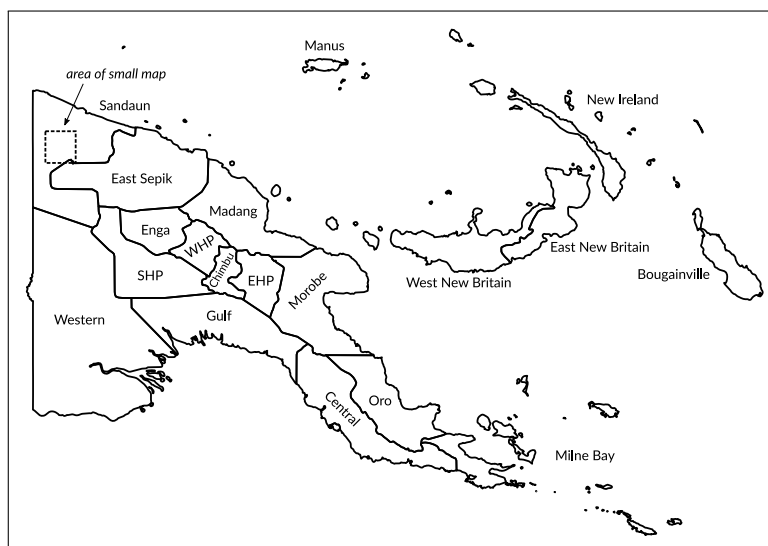 Manus
area of small map
Sandaun
New Ireland
East Sepik
Madang
Enga
WHP
East New Britain
Chimbu
SHP
EHP
Morobe
West New Britain
Bougainville
Western
Gulf
Central
Oro
Milne Bay